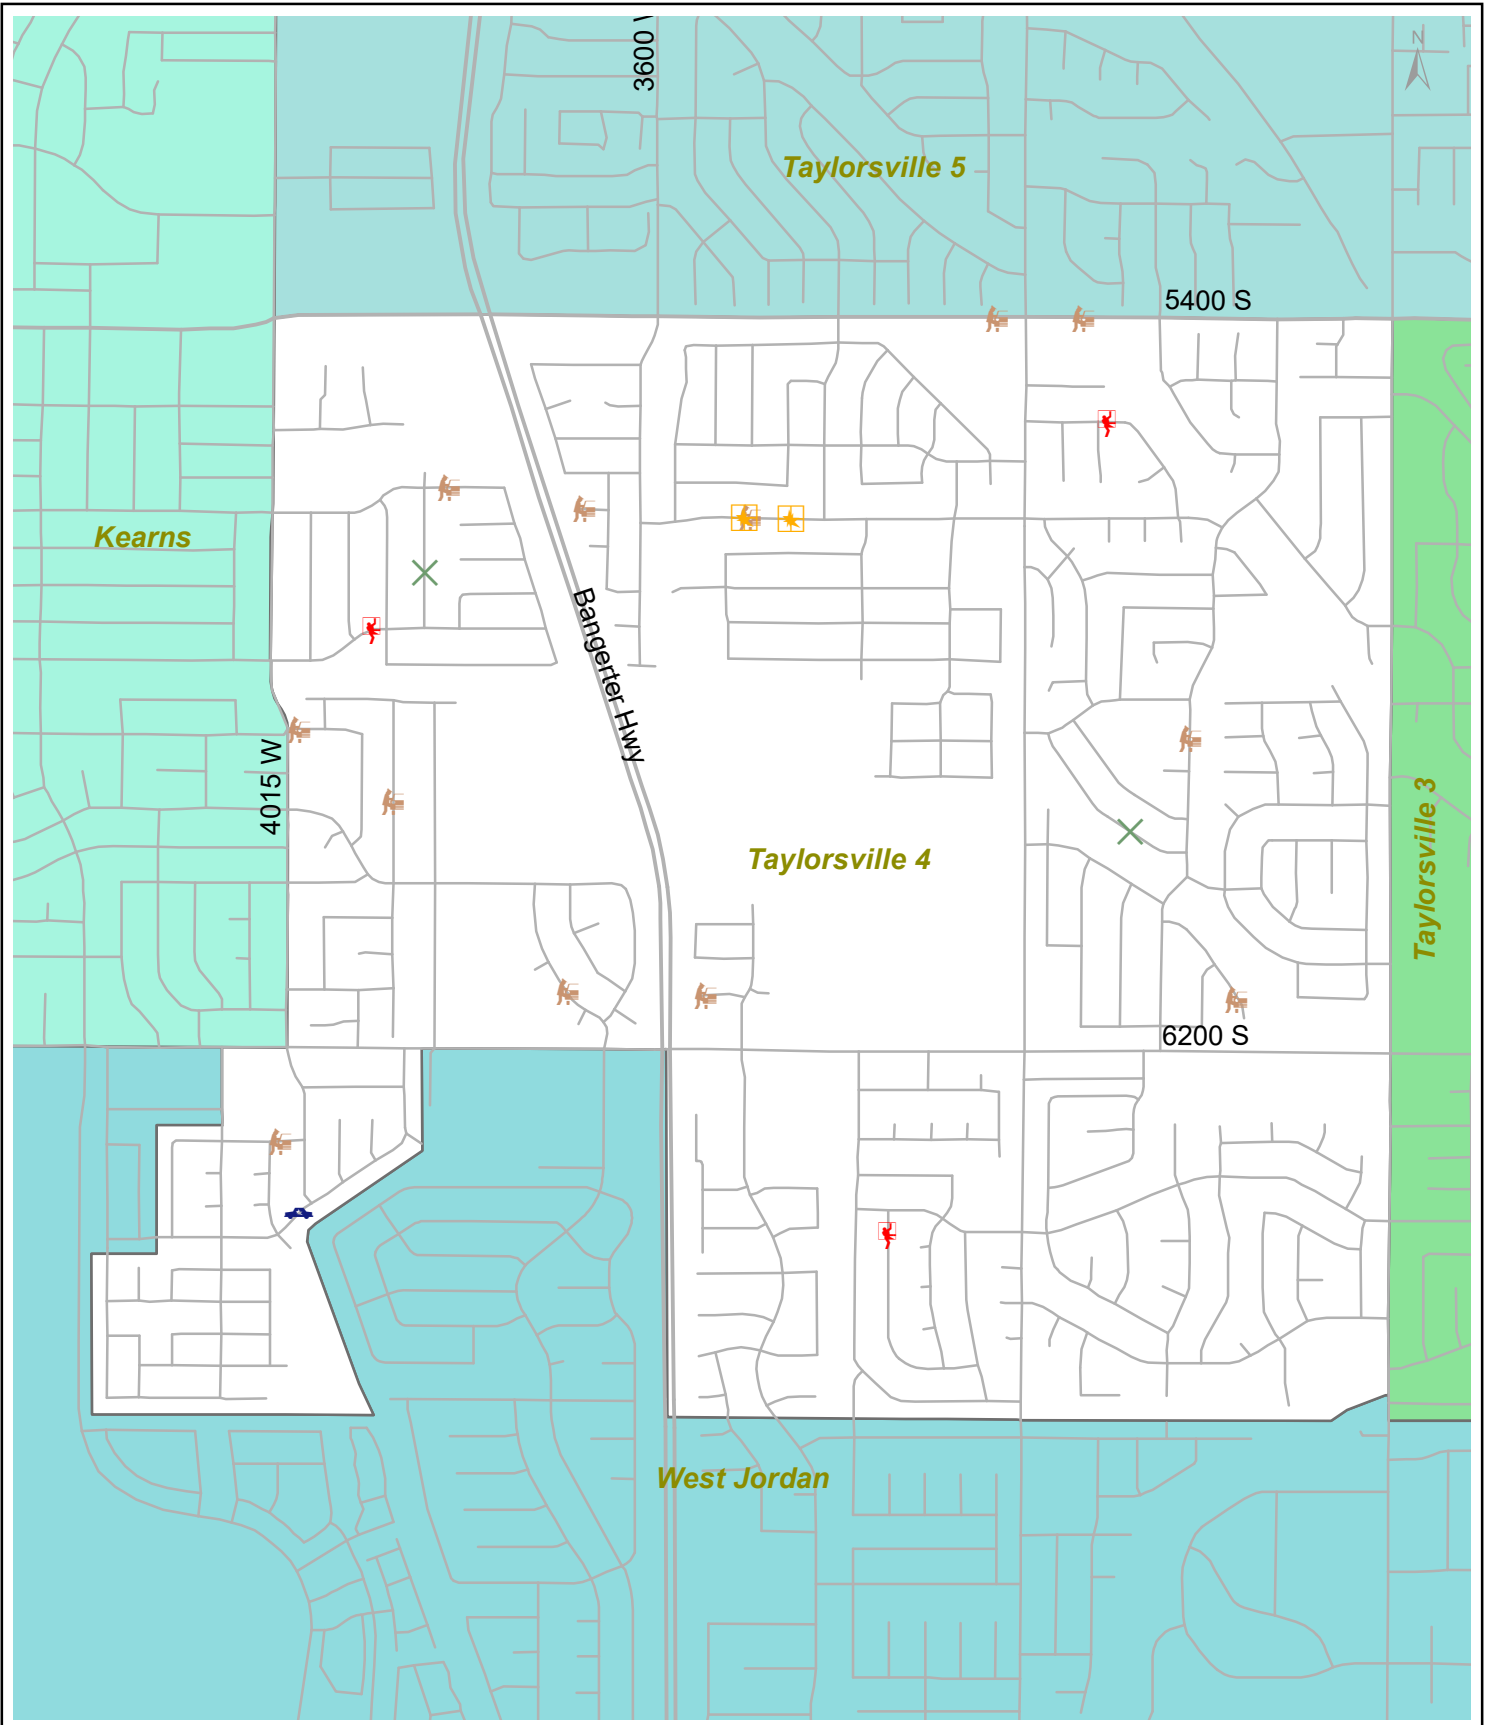 3600 W
N
Taylorsville 5
5400 S
Kearns
Bangerter Hwy
4015 W
Taylorsville 4
Taylorsville 3
6200 S
West Jordan